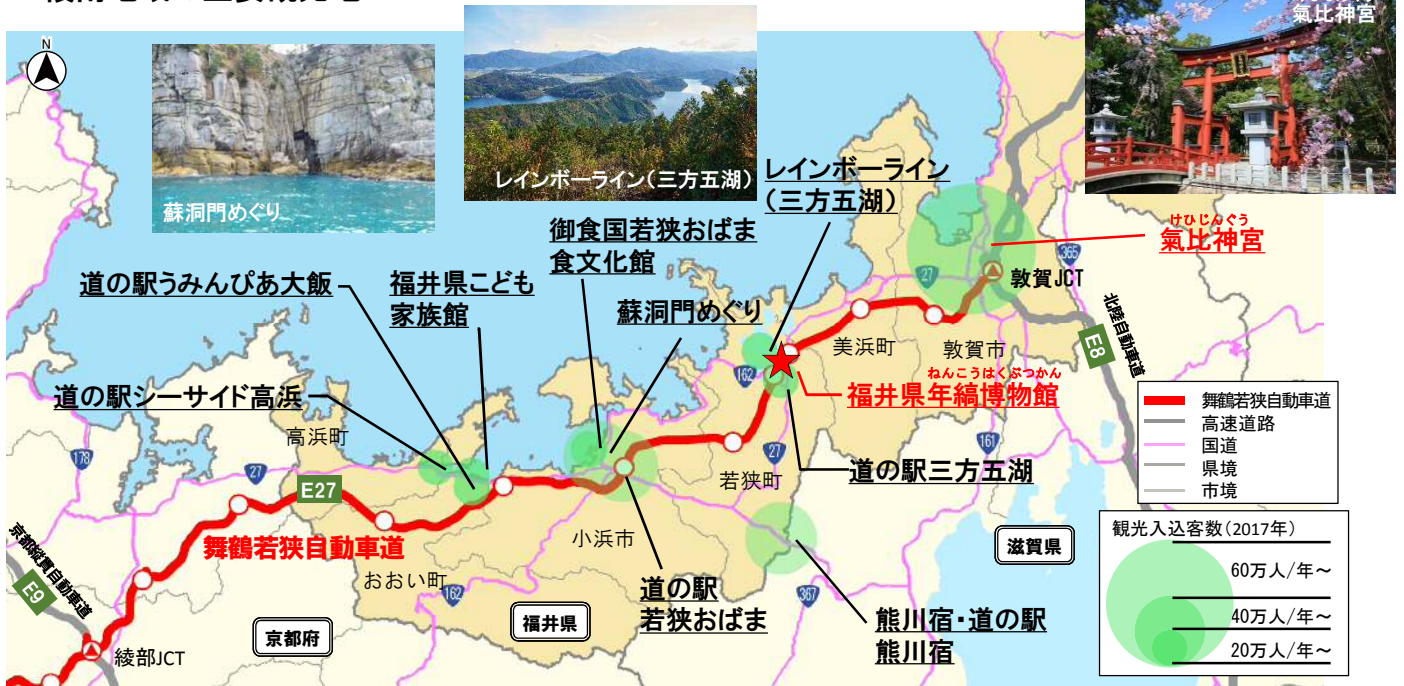 氣比神宮
N
蘇洞門めぐり
レインボーライン(三方五湖)
レインボーライン
(三方五湖)
御食国若狭おばま
食文化館
けひじんぐう
氣比神宮
365
27
敦賀JCT
道の駅うみんぴあ大飯
福井県こども
家族館
蘇洞門めぐり
北陸自動車道
E8
美浜町
敦賀市
162
ねんこうはくぶつかん
福井県年縞博物館
道の駅シーサイド高浜
高浜町
舞鶴若狭自動車道
高速道路
国道
県境
市境
178
27
27
161
道の駅三方五湖
若狭町
E27
舞鶴若狭自動車道
小浜市
滋賀県
観光入込客数(2017年)
60万人/年~
40万人/年~
20万人/年~
京都縦貫自動車道
E9
おおい町
162
道の駅
若狭おばま
367
熊川宿・道の駅
熊川宿
福井県
京都府
綾部JCT